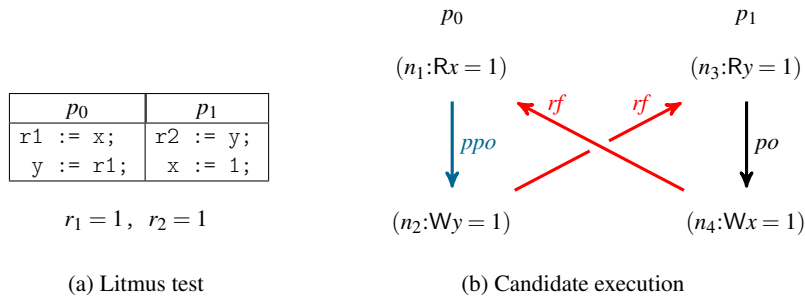 p0 p1
r1 := x; r2 := y;
y := r1; x := 1;
r1 = 1, r2 = 1
(a) Litmus test
p0 p1
(n1:Rx = 1) (n3:Ry = 1)
rf rf
ppo po
(n2:Wy = 1) (n4:Wx = 1)
(b) Candidate execution